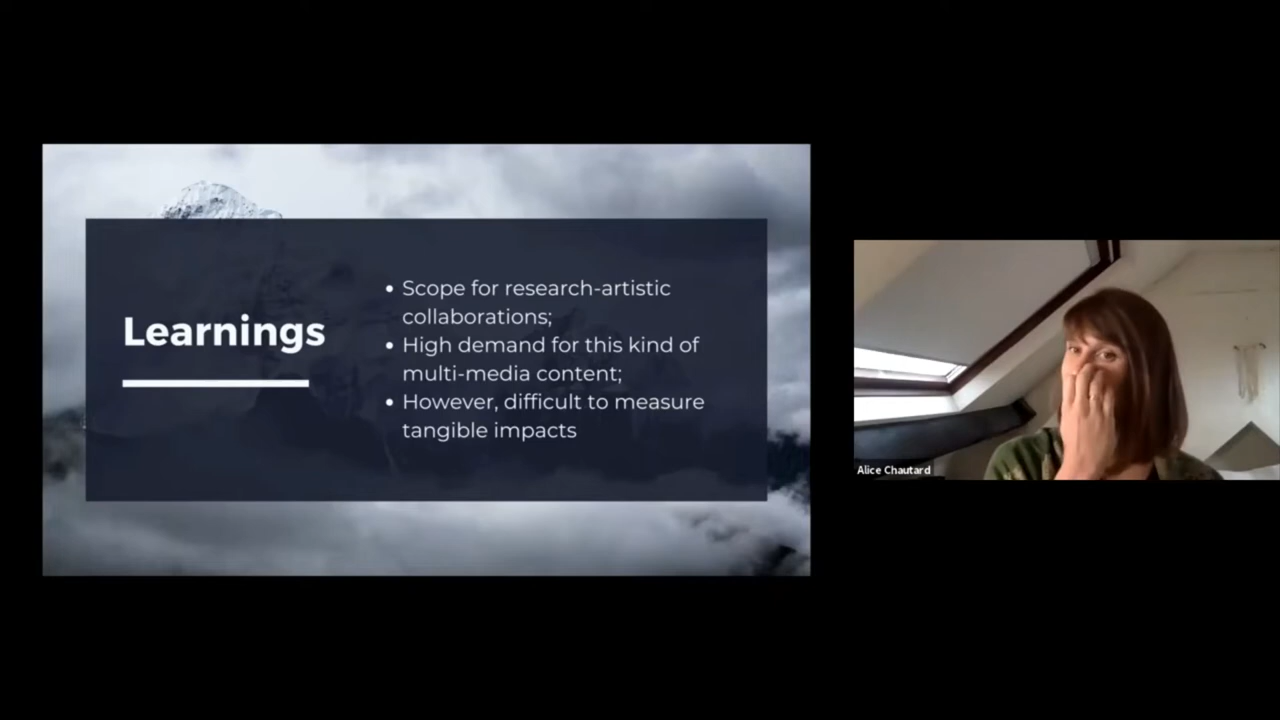 Learnings
• Scope for research-artistic
collaborations;
• High demand for this kind of
multi-media content;
• However, difficult to measure
tangible impacts
Alice Chautard